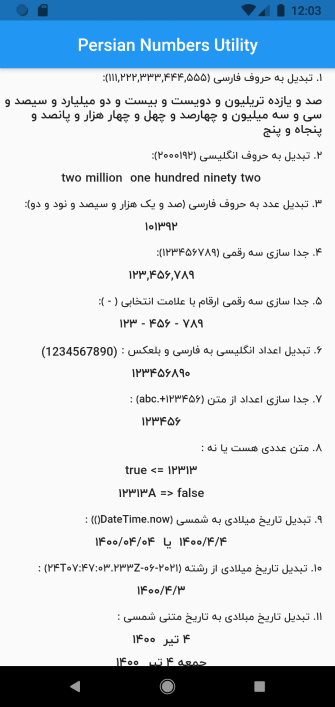 12:03
Persian Numbers Utility
۱. تبدیل به حروف فارسی (۱۱۱,۲۲۲,۳۳۳,۴۴۴,۵۵۵):
صد و یازده تریلیون و دویست و بیست و دو میلیارد و سیصد و
سی و سه میلیون و چهارصد و چهل و چهار هزار و پانصد و
پنجاه و پنج
۲. تبدیل به حروف انگلیسی (۲۰۰۰۱۹۲):
two million one hundred ninety two
۳. تبدیل عدد به حروف فارسی (صد و یک هزار و سیصد و نود و دو):
۱۰۱۳۹۲
۴. جدا سازی سه رقمی (۱۲۳۴۵۶۷۸۹):
۱۲۳,۴۵۶,۷۸۹
۵. جدا سازی سه رقمی ارقام با علامت انتخابی ( - ):
۱۲۳ - ۴۵۶ - ۷۸۹
۶. تبدیل اعداد انگلیسی به فارسی و بلعکس : (1234567890)
۱۲۳۴۵۶۸۹۰
۷. جدا سازی اعداد از متن (abc.+۱۲۳۴۵۶) :
۱۲۳۴۵۶
۸. متن عددی هست یا نه :
true <= ۱۲۳۱۳
۱۲۳۱۳A => false
۹. تبدیل تاریخ میلادی به شمسی (DateTime.now()) :
۱۴۰۰/۴/۴ یا ۱۴۰۰/۰۴/۰۴
۱۰. تبدیل تاریخ میلادی از رشته (۲۰۲۱-۰۶-۲۴T۰۷:۴۷:۰۳.۲۳۳Z) :
۱۴۰۰/۴/۳
۱۱. تبدیل تاریخ میلادی به تاریخ متنی شمسی :
۴ تیر ۱۴۰۰
جمعه ۴ تیر ۱۴۰۰